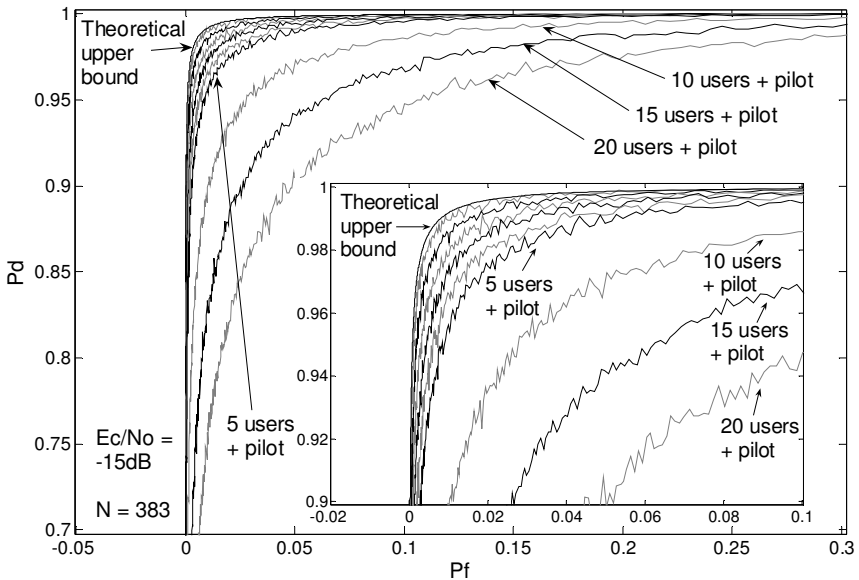 1
0.95
0.9
0.85
0.8
0.75
0.7
Pd
-0.05
0
0.05
0.1
0.15
0.2
0.25
0.3
Pf
Theoretical
upper
bound
10 users + pilot
15 users + pilot
20 users + pilot
5 users
+ pilot
Ec/No =
-15dB
N = 383
1
0.98
0.96
0.94
0.92
0.9
-0.02
0
0.02
0.04
0.06
0.08
0.1
Theoretical
upper
bound
5 users
+ pilot
10 users
+ pilot
15 users
+ pilot
20 users
+ pilot